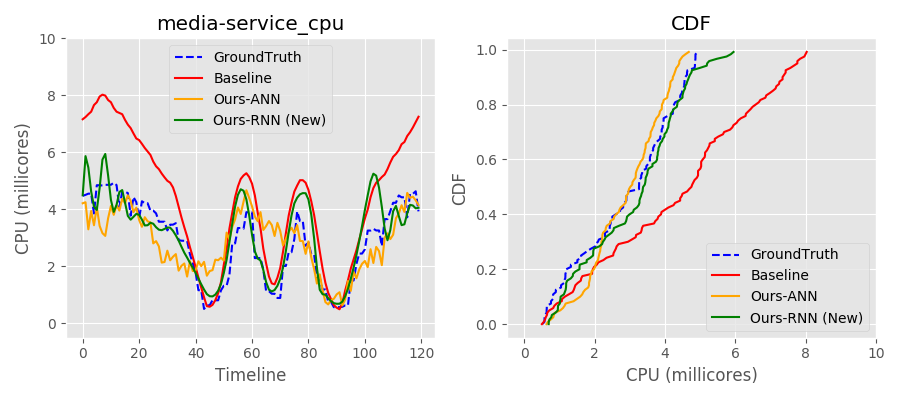 media-service_cpu
CPU (millicores)
10
8
6
4
2
0
GroundTruth
Baseline
Ours-ANN
Ours-RNN (New)
0 20 40 60 80 100 120
Timeline
CDF
CDF
1.0
0.8
0.6
0.4
0.2
0.0
GroundTruth
Baseline
Ours-ANN
Ours-RNN (New)
0 2 4 6 8 10
CPU (millicores)